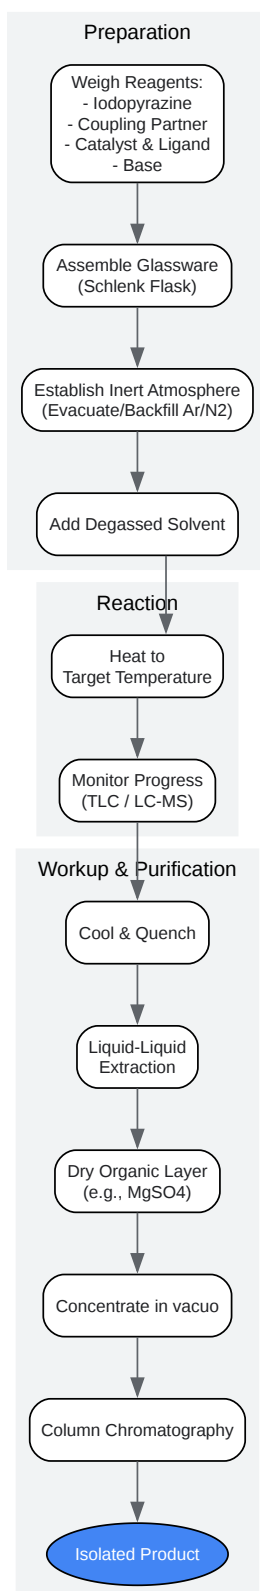 Preparation
Weigh Reagents:
- Iodopyrazine
- Coupling Partner
- Catalyst & Ligand
- Base
Assemble Glassware
(Schlenk Flask)
Establish Inert Atmosphere
(Evacuate/Backfill Ar/N2)
Add Degassed Solvent
Reaction
Heat to
Target Temperature
Monitor Progress
(TLC / LC-MS)
Workup & Purification
Cool & Quench
Liquid-Liquid
Extraction
Dry Organic Layer
(e.g., MgSO4)
Concentrate in vacuo
Column Chromatography
Isolated Product